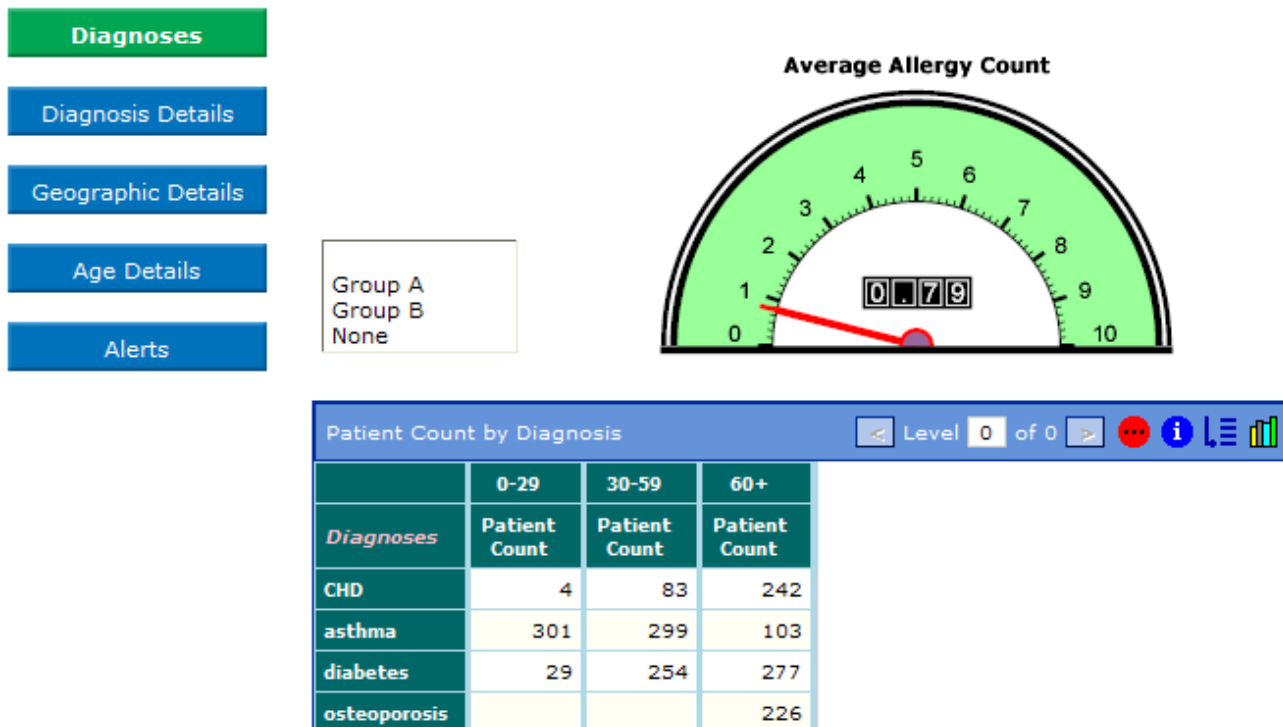 Diagnoses
Diagnosis Details
Geographic Details
Age Details
Alerts
Group A
Group B
None
Average Allergy Count
0 1 2 3 4 5 6 7 8 9 10
0.79
Patient Count by Diagnosis < Level 0 of 0 > ... i
0-29 30-59 60+
Diagnoses Patient Count Patient Count Patient Count
CHD 4 83 242
asthma 301 299 103
diabetes 29 254 277
osteoporosis 226